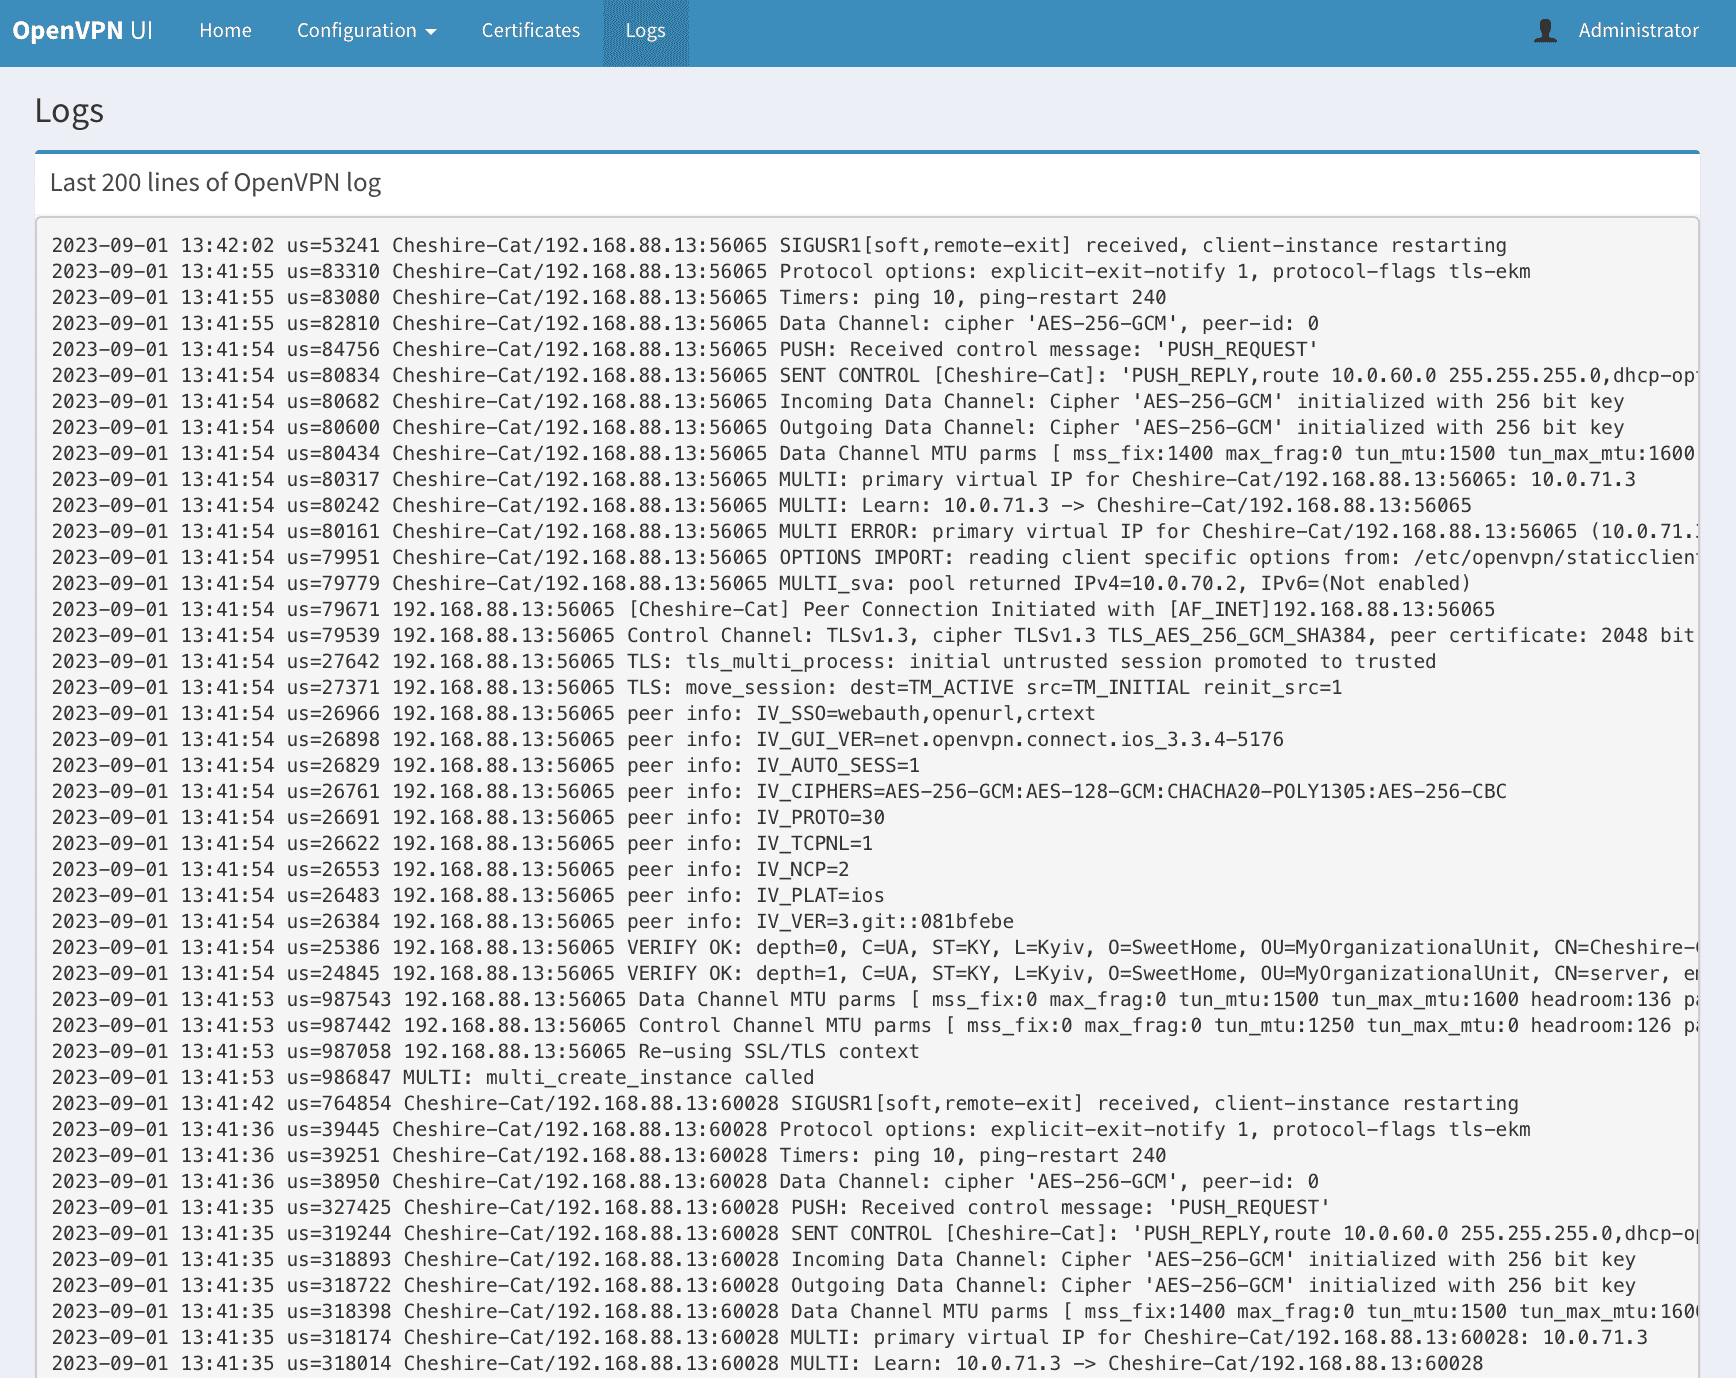 OpenVPN UI Home Configuration Certificates Logs Administrator
Logs
Last 200 lines of OpenVPN log
2023-09-01 13:42:02 us=53241 Cheshire-Cat/192.168.88.13:56065 SIGUSR1[soft,remote-exit] received, client-instance restarting
2023-09-01 13:41:55 us=83310 Cheshire-Cat/192.168.88.13:56065 Protocol options: explicit-exit-notify 1, protocol-flags tls-ekm
2023-09-01 13:41:55 us=83080 Cheshire-Cat/192.168.88.13:56065 Timers: ping 10, ping-restart 240
2023-09-01 13:41:55 us=82810 Cheshire-Cat/192.168.88.13:56065 Data Channel: cipher 'AES-256-GCM', peer-id: 0
2023-09-01 13:41:54 us=84756 Cheshire-Cat/192.168.88.13:56065 PUSH: Received control message: 'PUSH_REQUEST'
2023-09-01 13:41:54 us=80834 Cheshire-Cat/192.168.88.13:56065 SENT CONTROL [Cheshire-Cat]: 'PUSH_REPLY,route 10.0.60.0 255.255.255.0,dhcp-op
2023-09-01 13:41:54 us=80682 Cheshire-Cat/192.168.88.13:56065 Incoming Data Channel: Cipher 'AES-256-GCM' initialized with 256 bit key
2023-09-01 13:41:54 us=80600 Cheshire-Cat/192.168.88.13:56065 Outgoing Data Channel: Cipher 'AES-256-GCM' initialized with 256 bit key
2023-09-01 13:41:54 us=80434 Cheshire-Cat/192.168.88.13:56065 Data Channel MTU parms [ mss_fix:1400 max_frag:0 tun_mtu:1500 tun_max_mtu:1600
2023-09-01 13:41:54 us=80317 Cheshire-Cat/192.168.88.13:56065 MULTI: primary virtual IP for Cheshire-Cat/192.168.88.13:56065: 10.0.71.3
2023-09-01 13:41:54 us=80242 Cheshire-Cat/192.168.88.13:56065 MULTI: Learn: 10.0.71.3 -> Cheshire-Cat/192.168.88.13:56065
2023-09-01 13:41:54 us=80161 Cheshire-Cat/192.168.88.13:56065 MULTI ERROR: primary virtual IP for Cheshire-Cat/192.168.88.13:56065 (10.0.71.
2023-09-01 13:41:54 us=79951 Cheshire-Cat/192.168.88.13:56065 OPTIONS IMPORT: reading client specific options from: /etc/openvpn/staticclien
2023-09-01 13:41:54 us=79779 Cheshire-Cat/192.168.88.13:56065 MULTI_sva: pool returned IPv4=10.0.70.2, IPv6=(Not enabled)
2023-09-01 13:41:54 us=79671 192.168.88.13:56065 [Cheshire-Cat] Peer Connection Initiated with [AF_INET]192.168.88.13:56065
2023-09-01 13:41:54 us=79539 192.168.88.13:56065 Control Channel: TLSv1.3, cipher TLSv1.3 TLS_AES_256_GCM_SHA384, peer certificate: 2048 bit
2023-09-01 13:41:54 us=27642 192.168.88.13:56065 TLS: tls_multi_process: initial untrusted session promoted to trusted
2023-09-01 13:41:54 us=27371 192.168.88.13:56065 TLS: move_session: dest=TM_ACTIVE src=TM_INITIAL reinit_src=1
2023-09-01 13:41:54 us=26966 192.168.88.13:56065 peer info: IV_SSO=webauth,openurl,crtext
2023-09-01 13:41:54 us=26898 192.168.88.13:56065 peer info: IV_GUI_VER=net.openvpn.connect.ios_3.3.4-5176
2023-09-01 13:41:54 us=26829 192.168.88.13:56065 peer info: IV_AUTO_SESS=1
2023-09-01 13:41:54 us=26761 192.168.88.13:56065 peer info: IV_CIPHERS=AES-256-GCM:AES-128-GCM:CHACHA20-POLY1305:AES-256-CBC
2023-09-01 13:41:54 us=26691 192.168.88.13:56065 peer info: IV_PROTO=30
2023-09-01 13:41:54 us=26622 192.168.88.13:56065 peer info: IV_TCPNL=1
2023-09-01 13:41:54 us=26553 192.168.88.13:56065 peer info: IV_NCP=2
2023-09-01 13:41:54 us=26483 192.168.88.13:56065 peer info: IV_PLAT=ios
2023-09-01 13:41:54 us=26384 192.168.88.13:56065 peer info: IV_VER=3.git::081bfebe
2023-09-01 13:41:54 us=25386 192.168.88.13:56065 VERIFY OK: depth=0, C=UA, ST=KY, L=Kyiv, O=SweetHome, OU=MyOrganizationalUnit, CN=Cheshire-
2023-09-01 13:41:54 us=24845 192.168.88.13:56065 VERIFY OK: depth=1, C=UA, ST=KY, L=Kyiv, O=SweetHome, OU=MyOrganizationalUnit, CN=server, e
2023-09-01 13:41:53 us=987543 192.168.88.13:56065 Data Channel MTU parms [ mss_fix:0 max_frag:0 tun_mtu:1500 tun_max_mtu:1600 headroom:136 p
2023-09-01 13:41:53 us=987442 192.168.88.13:56065 Control Channel MTU parms [ mss_fix:0 max_frag:0 tun_mtu:1250 tun_max_mtu:0 headroom:126 p
2023-09-01 13:41:53 us=987058 192.168.88.13:56065 Re-using SSL/TLS context
2023-09-01 13:41:53 us=986847 MULTI: multi_create_instance called
2023-09-01 13:41:42 us=764854 Cheshire-Cat/192.168.88.13:60028 SIGUSR1[soft,remote-exit] received, client-instance restarting
2023-09-01 13:41:36 us=39445 Cheshire-Cat/192.168.88.13:60028 Protocol options: explicit-exit-notify 1, protocol-flags tls-ekm
2023-09-01 13:41:36 us=39251 Cheshire-Cat/192.168.88.13:60028 Timers: ping 10, ping-restart 240
2023-09-01 13:41:36 us=38950 Cheshire-Cat/192.168.88.13:60028 Data Channel: cipher 'AES-256-GCM', peer-id: 0
2023-09-01 13:41:35 us=327425 Cheshire-Cat/192.168.88.13:60028 PUSH: Received control message: 'PUSH_REQUEST'
2023-09-01 13:41:35 us=319244 Cheshire-Cat/192.168.88.13:60028 SENT CONTROL [Cheshire-Cat]: 'PUSH_REPLY,route 10.0.60.0 255.255.255.0,dhcp-o
2023-09-01 13:41:35 us=318893 Cheshire-Cat/192.168.88.13:60028 Incoming Data Channel: Cipher 'AES-256-GCM' initialized with 256 bit key
2023-09-01 13:41:35 us=318722 Cheshire-Cat/192.168.88.13:60028 Outgoing Data Channel: Cipher 'AES-256-GCM' initialized with 256 bit key
2023-09-01 13:41:35 us=318398 Cheshire-Cat/192.168.88.13:60028 Data Channel MTU parms [ mss_fix:1400 max_frag:0 tun_mtu:1500 tun_max_mtu:160
2023-09-01 13:41:35 us=318174 Cheshire-Cat/192.168.88.13:60028 MULTI: primary virtual IP for Cheshire-Cat/192.168.88.13:60028: 10.0.71.3
2023-09-01 13:41:35 us=318014 Cheshire-Cat/192.168.88.13:60028 MULTI: Learn: 10.0.71.3 -> Cheshire-Cat/192.168.88.13:60028